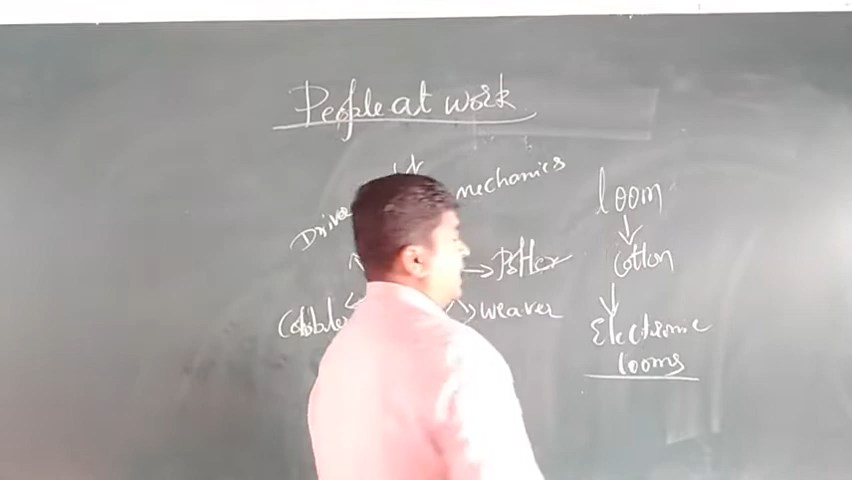 People at work
mechanics
Driver
loom
Potter
Cotton
Cobbler
weaver
Electronic
looms